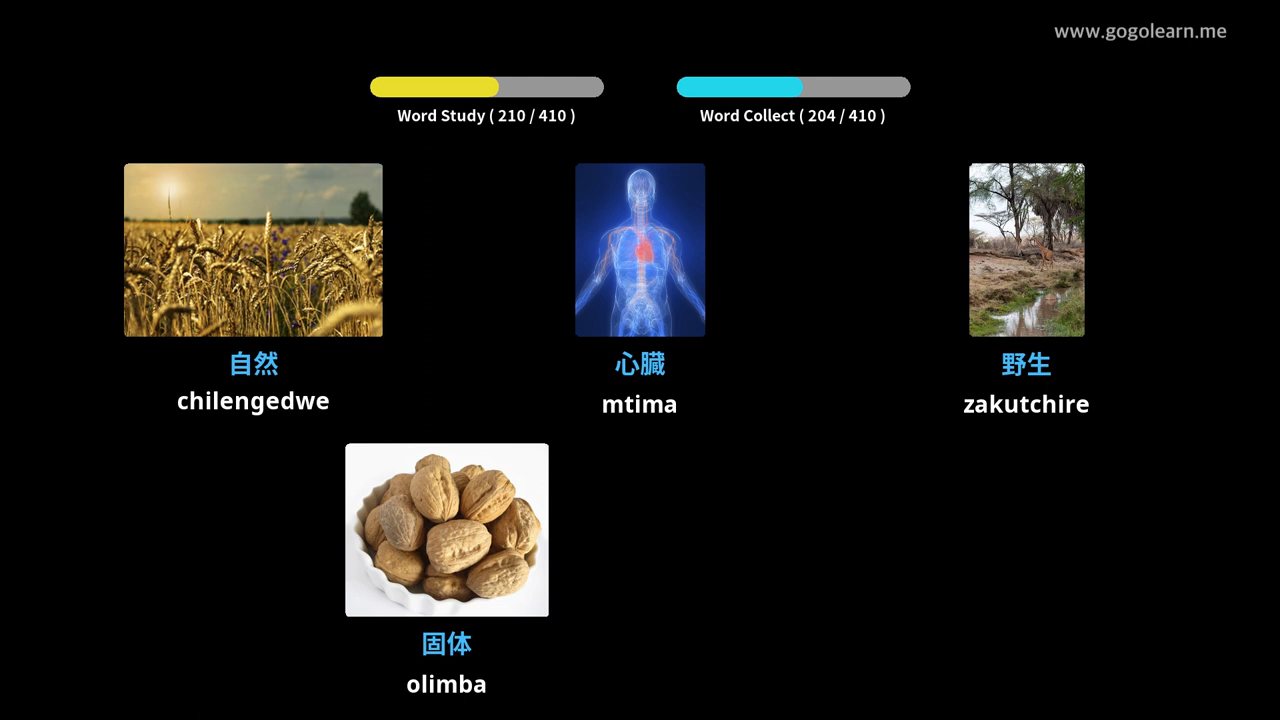 www.gogolearn.me
Word Study ( 210 / 410 )
Word Collect ( 204 / 410 )
自然
chilengedwe
心臓
mtima
野生
zakutchire
固体
olimba